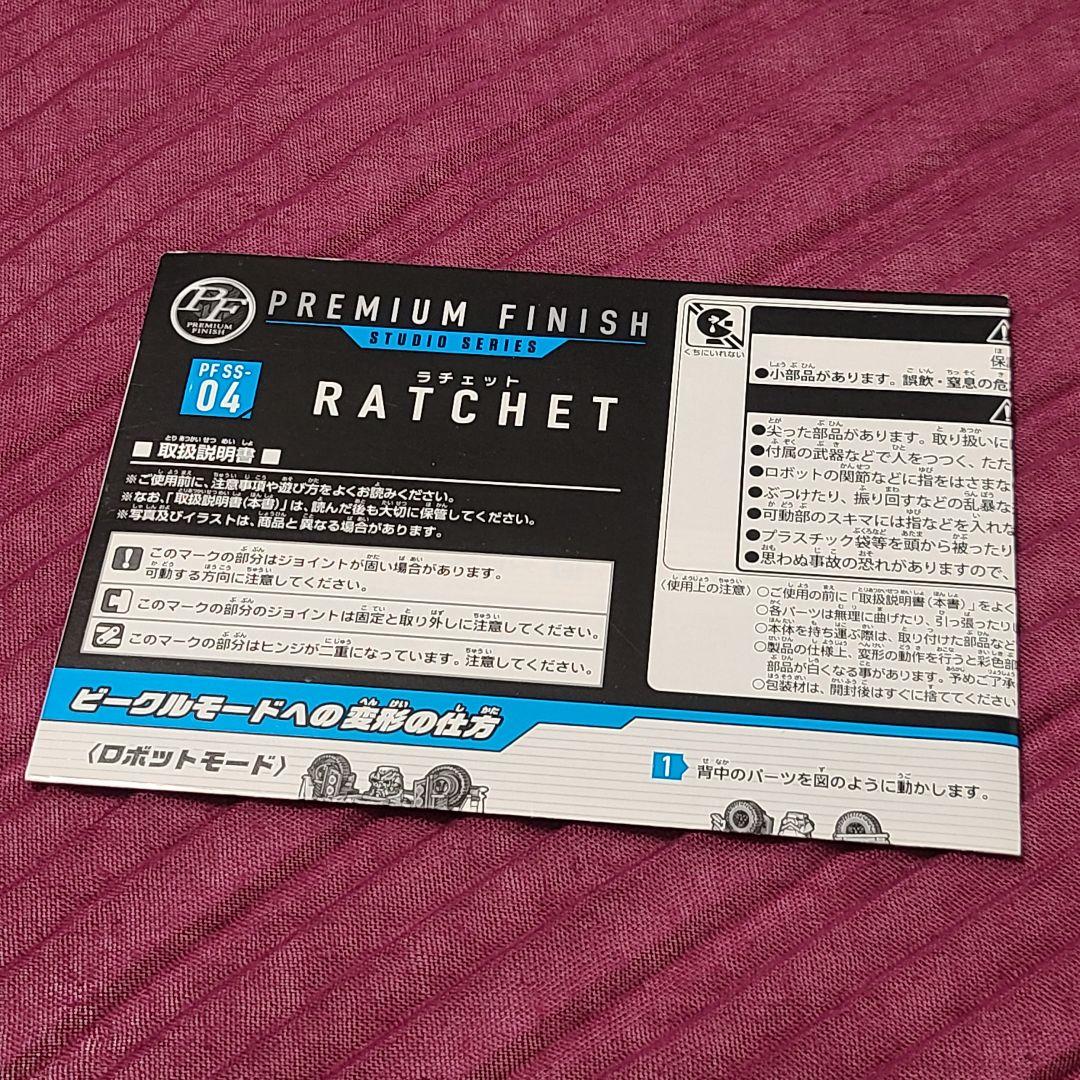 PF
PREMIUM
FINISH
PREMIUM FINISH
STUDIO SERIES
PF SS-
04
ラチェット
RATCHET
とりあつかいせつめいしょ
■ 取扱説明書 ■
※ご使用前に、注意事項や遊び方をよくお読みください。
※なお、「取扱説明書(本書)」は、読んだ後も大切に保管してください。
※写真及びイラストは、商品と異なる場合があります。
このマークの部分はジョイントが固い場合があります。
可動する方向に注意してください。
このマークの部分のジョイントは固定と取り外しに注意してください。
このマークの部分はヒンジが二重になっています。注意してください。
くちにいれない
保
●小部品があります。誤飲・窒息の危
●尖った部品があります。取り扱いに
●付属の武器などで人をつつく、たた
●ロボットの関節などに指をはさまな
●ぶつけたり、振り回すなどの乱暴な
●可動部のスキマには指などを入れな
●プラスチック袋等を頭から被ったり
●思わぬ事故の恐れがありますので、
〈使用上の注意〉○ご使用の前に「取扱説明書(本書)」をよく
○各パーツは無理に曲げたり、引っ張ったり
○本体を持ち運ぶ際は、取り付けた部品など
○製品の仕様上、変形の動作を行うと彩色部
部品が白くなる事があります。予めご了承
○包装材は、開封後はすぐに捨ててください
ビークルモードへの変形の仕方
〈ロボットモード〉
1 背中のパーツを図のように動かします。